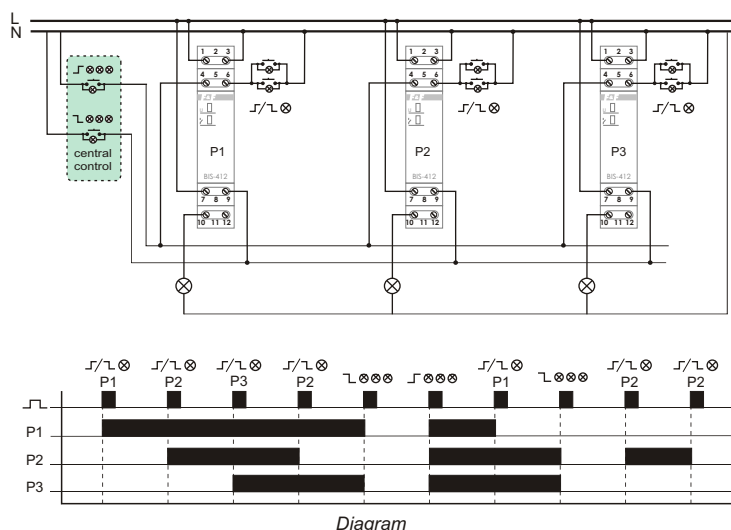 L
N
central
control
1 2 3
4 5 6
F&F
P1
BIS-412
7 8 9
10 11 12
1 2 3
4 5 6
F&F
P2
BIS-412
7 8 9
10 11 12
1 2 3
4 5 6
F&F
P3
BIS-412
7 8 9
10 11 12
P1 P2 P3 P2 P1 P2 P2
P1
P2
P3
Diagram